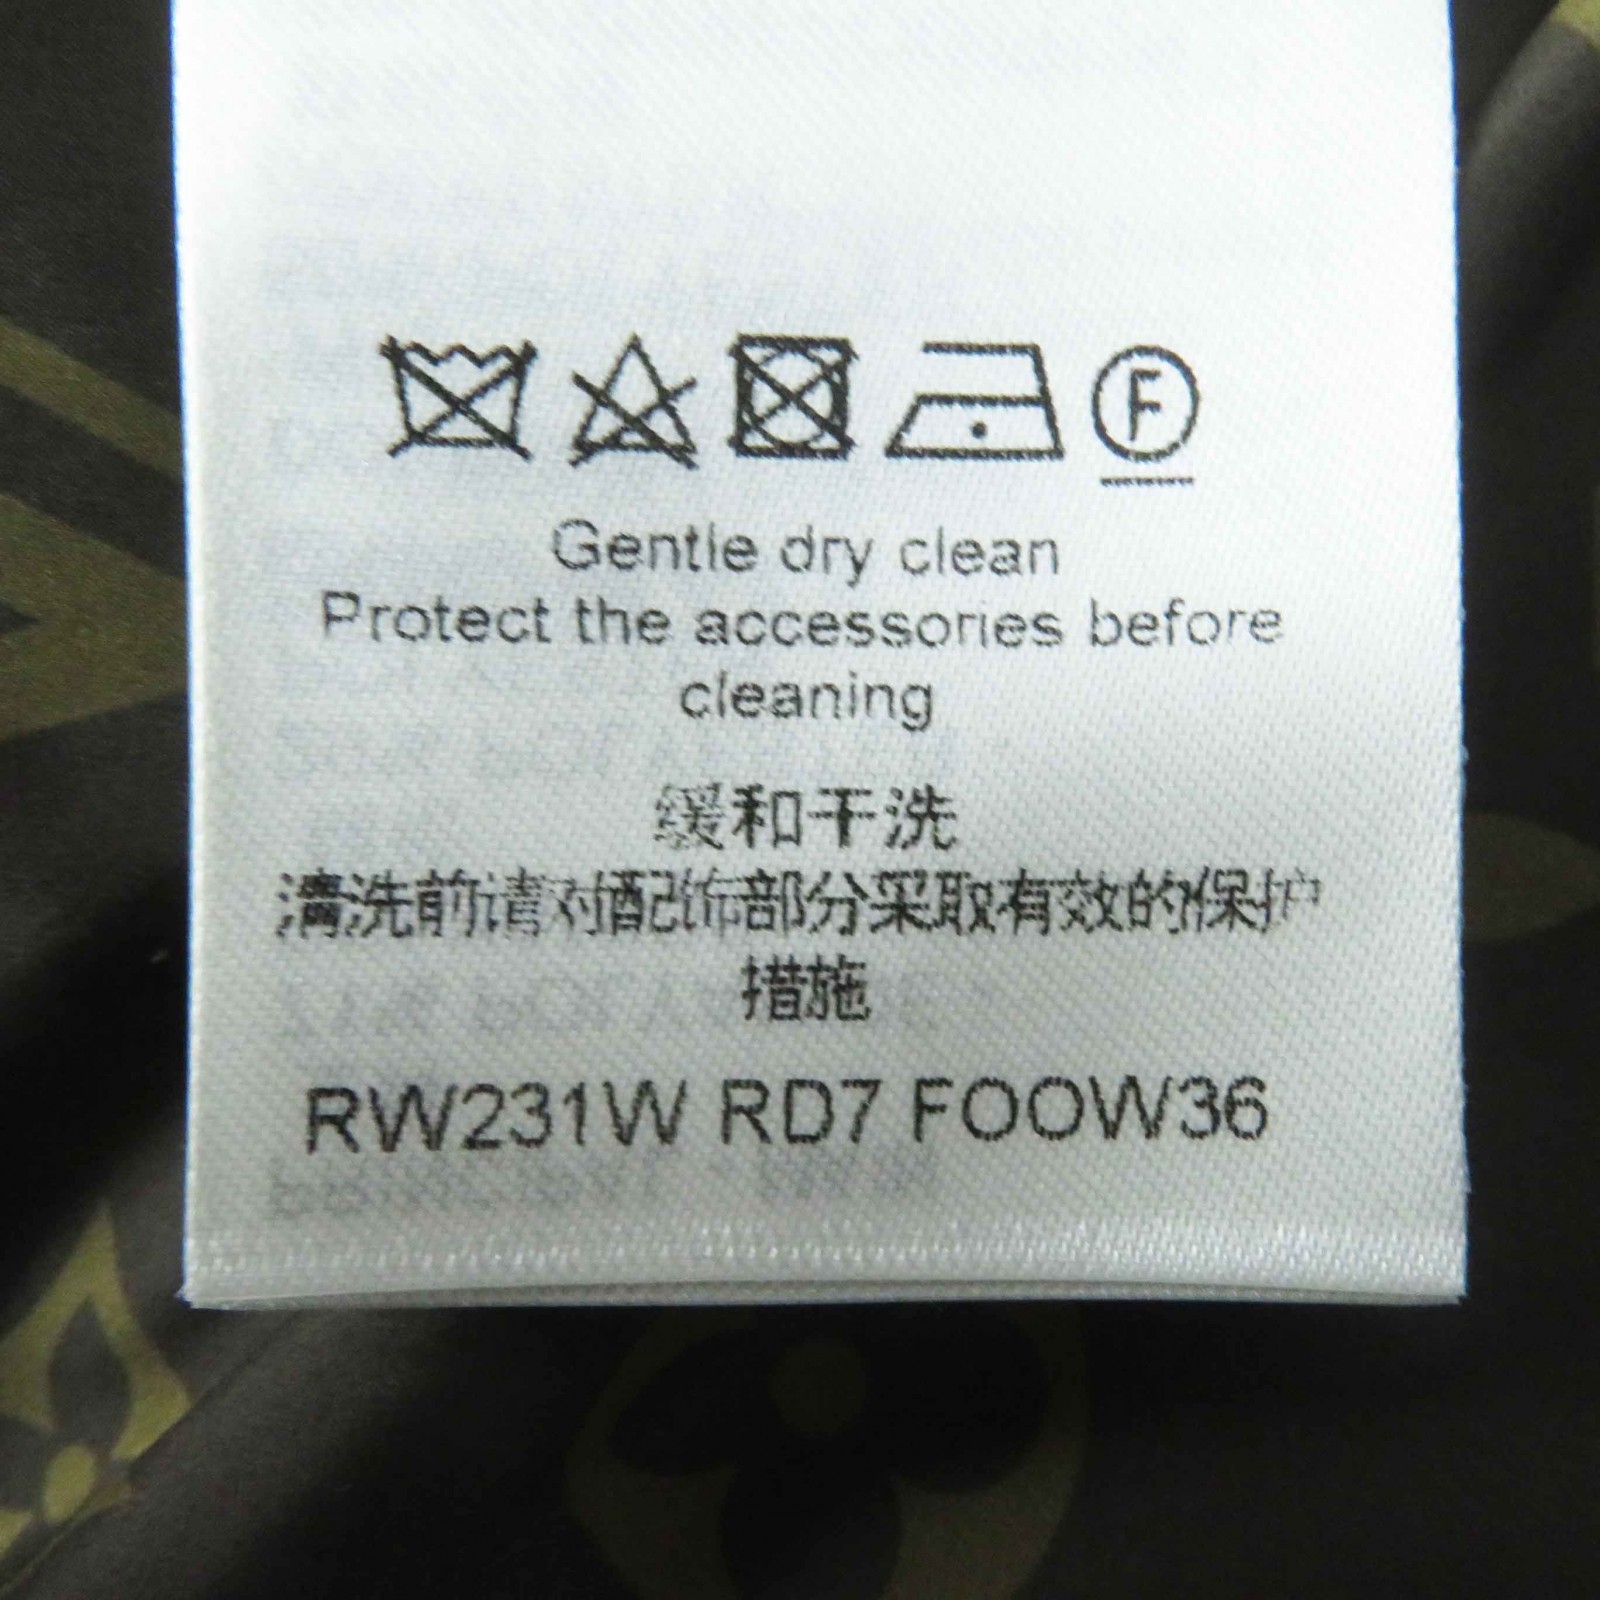 F
Gentle dry clean
Protect the accessories before
cleaning
缓和干洗
清洗前请对配饰部分采取有效的保护
措施
RW231W RD7 FOOW36